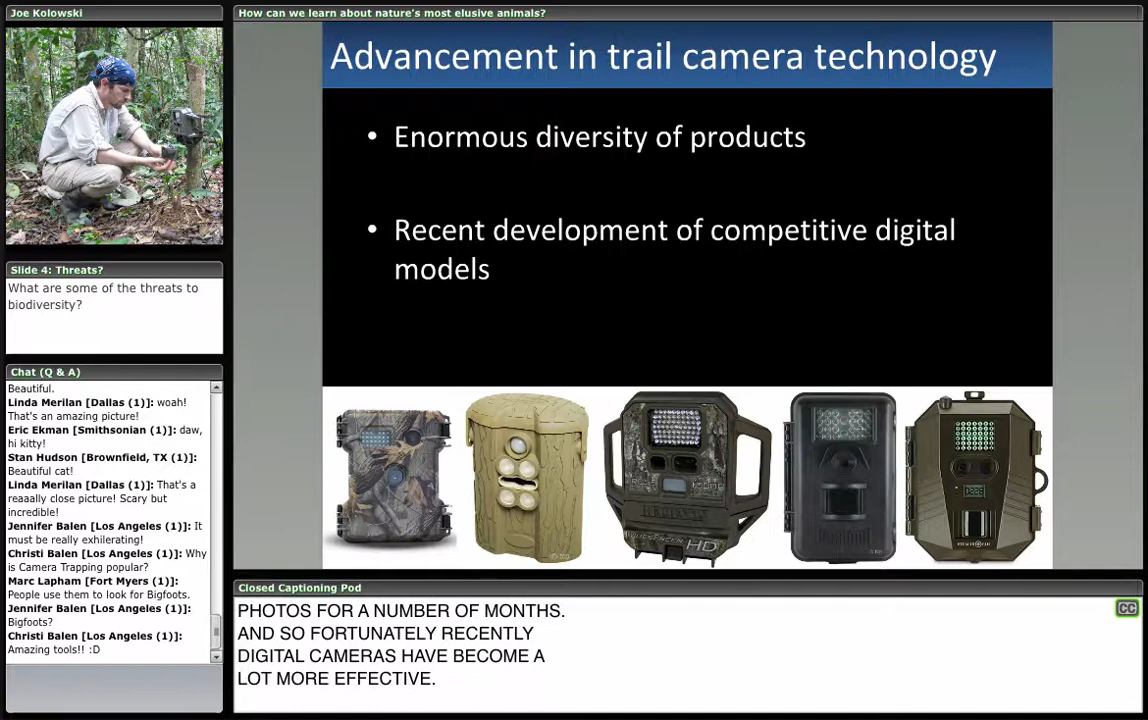 Joe Kolowski
How can we learn about nature's most elusive animals?
Advancement in trail camera technology
• Enormous diversity of products
• Recent development of competitive digital
models
Slide 4: Threats?
What are some of the threats to
biodiversity?
Chat (Q & A)
Beautiful.
Linda Merilan [Dallas (1)]: woah!
That's an amazing picture!
Eric Ekman [Smithsonian (1)]: daw,
hi kitty!
Stan Hudson [Brownfield, TX (1)]:
Beautiful cat!
Linda Merilan [Dallas (1)]: That's a
reaaally close picture! Scary but
incredible!
Jennifer Balen [Los Angeles (1)]: It
must be really exhilerating!
Christi Balen [Los Angeles (1)]: Why
is Camera Trapping popular?
Marc Lapham [Fort Myers (1)]:
People use them to look for Bigfoots.
Jennifer Balen [Los Angeles (1)]:
Bigfoots?
Christi Balen [Los Angeles (1)]:
Amazing tools!! :D
HD
Closed Captioning Pod
CC
PHOTOS FOR A NUMBER OF MONTHS.
AND SO FORTUNATELY RECENTLY
DIGITAL CAMERAS HAVE BECOME A
LOT MORE EFFECTIVE.